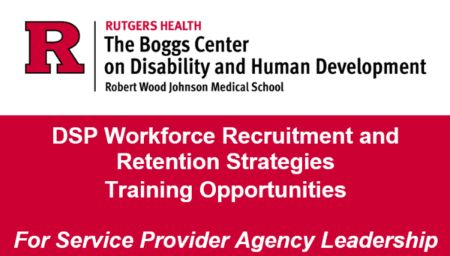 R
RUTGERS HEALTH
The Boggs Center
on Disability and Human Development
Robert Wood Johnson Medical School
DSP Workforce Recruitment and
Retention Strategies
Training Opportunities
For Service Provider Agency Leadership